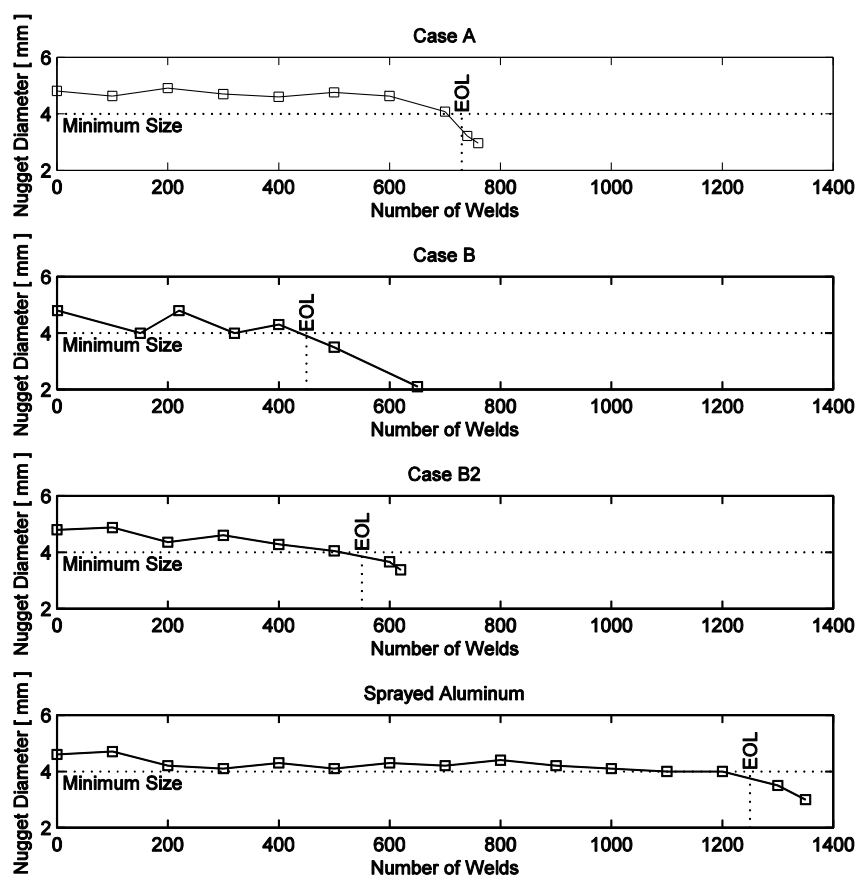 Case A
Nugget Diameter [ mm ]
6
4
2
Minimum Size
EOL
0 200 400 600 800 1000 1200 1400
Number of Welds
Case B
Nugget Diameter [ mm ]
6
4
2
Minimum Size
EOL
0 200 400 600 800 1000 1200 1400
Number of Welds
Case B2
Nugget Diameter [ mm ]
6
4
2
Minimum Size
EOL
0 200 400 600 800 1000 1200 1400
Number of Welds
Sprayed Aluminum
Nugget Diameter [ mm ]
6
4
2
Minimum Size
EOL
0 200 400 600 800 1000 1200 1400
Number of Welds